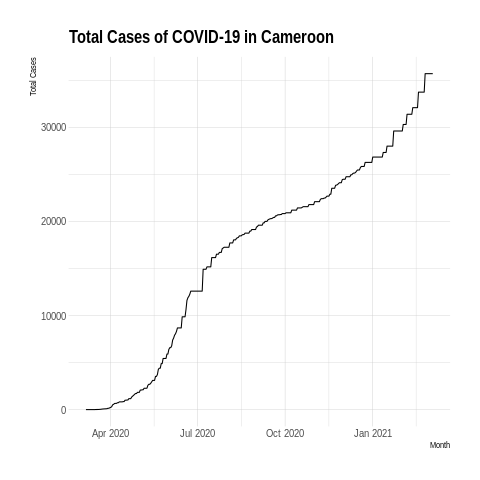 Total Cases of COVID-19 in Cameroon
Total Cases
30000
20000
10000
0
Apr 2020
Jul 2020
Oct 2020
Jan 2021
Month